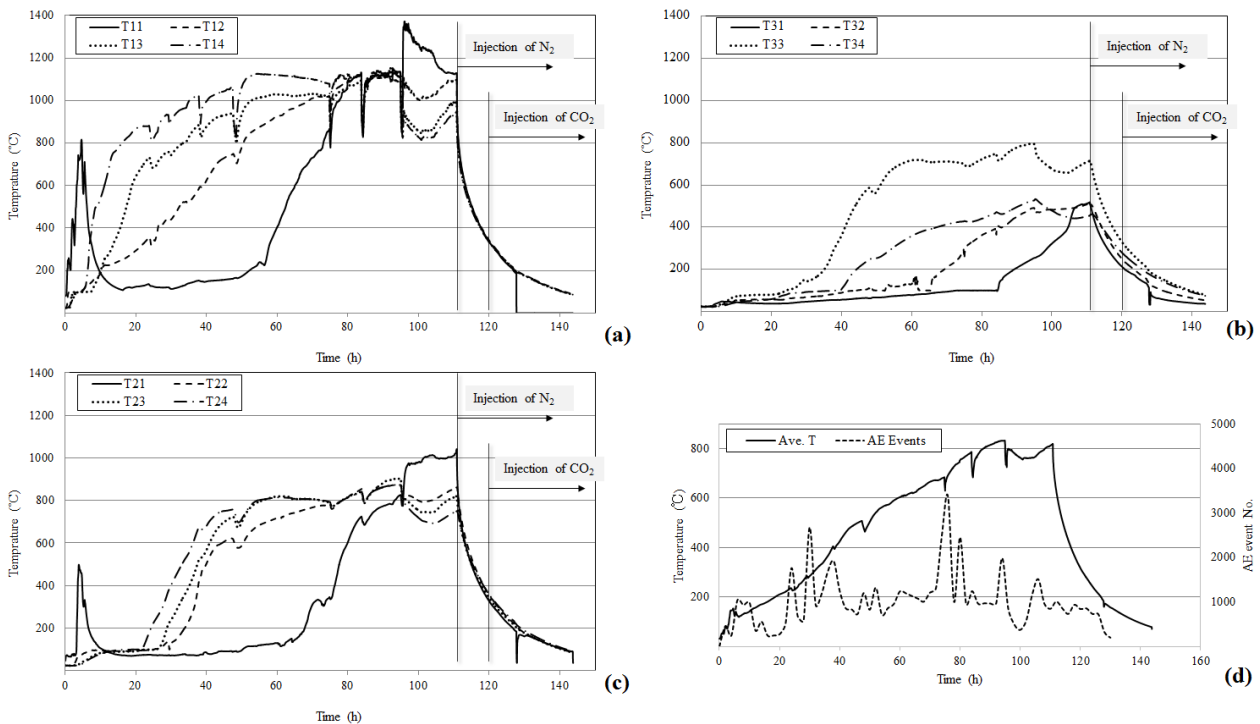 T11 T12
T13 T14
1400
1200
1000
800
600
400
200
0 20 40 60 80 100 120 140
Temprature (°C)
Time (h)
Injection of N2
Injection of CO2
(a)
T31 T32
T33 T34
1400
1200
1000
800
600
400
200
0 20 40 60 80 100 120 140
Temprature (°C)
Time (h)
Injection of N2
Injection of CO2
(b)
T21 T22
T23 T24
1400
1200
1000
800
600
400
200
0 20 40 60 80 100 120 140
Temprature (°C)
Time (h)
Injection of N2
Injection of CO2
(c)
Ave. T AE Events
800
600
400
200
5000
4000
3000
2000
1000
0 20 40 60 80 100 120 140 160
Temperature (℃)
AE event No.
Time (h)
(d)